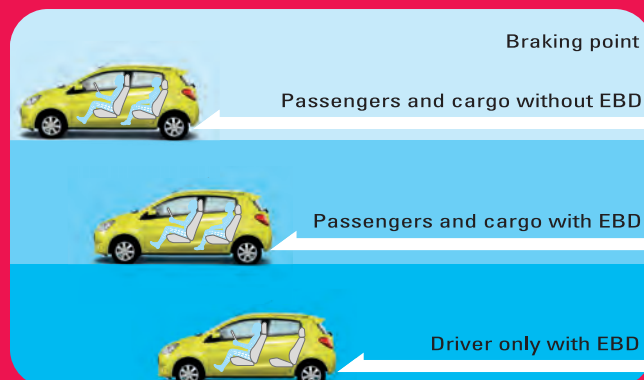 Braking point
Passengers and cargo without EBD
Passengers and cargo with EBD
Driver only with EBD